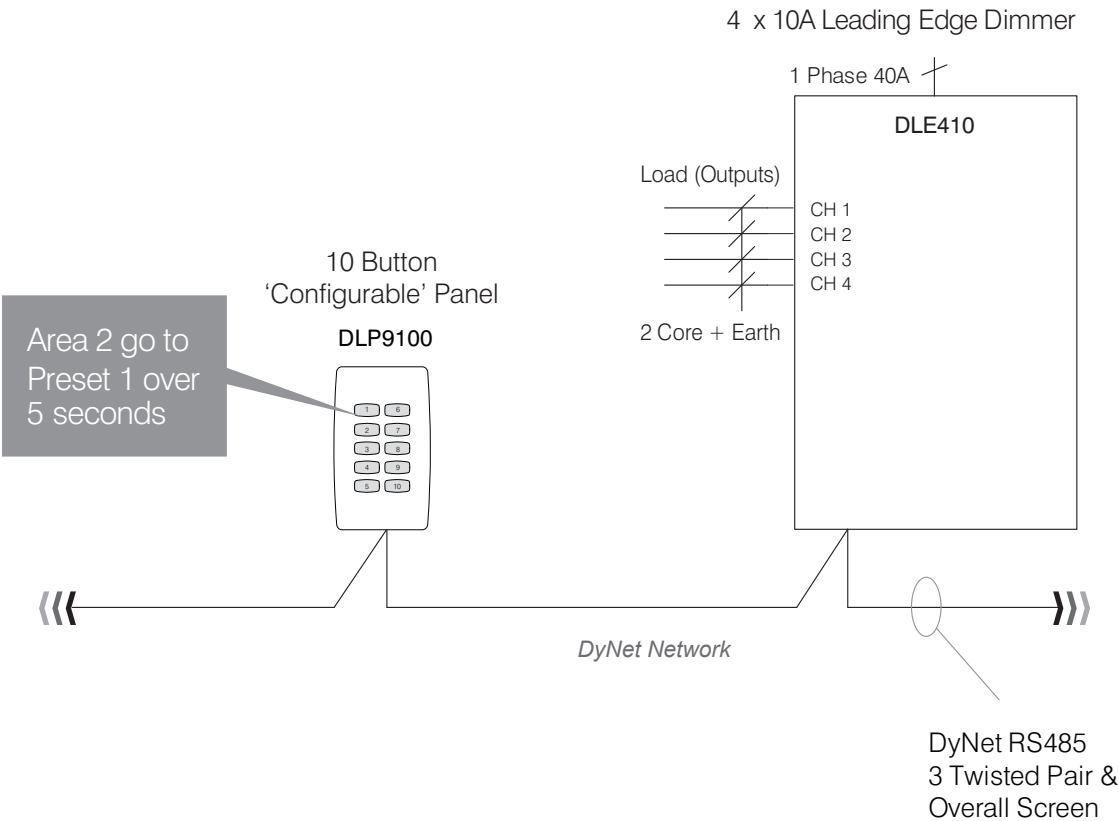 4 x 10A Leading Edge Dimmer
1 Phase 40A
DLE410
Load (Outputs)
CH 1
CH 2
CH 3
CH 4
2 Core + Earth
10 Button
‘Configurable’ Panel
DLP9100
Area 2 go to
Preset 1 over
5 seconds
1 6
2 7
3 8
4 9
5 10
DyNet Network
DyNet RS485
3 Twisted Pair &
Overall Screen